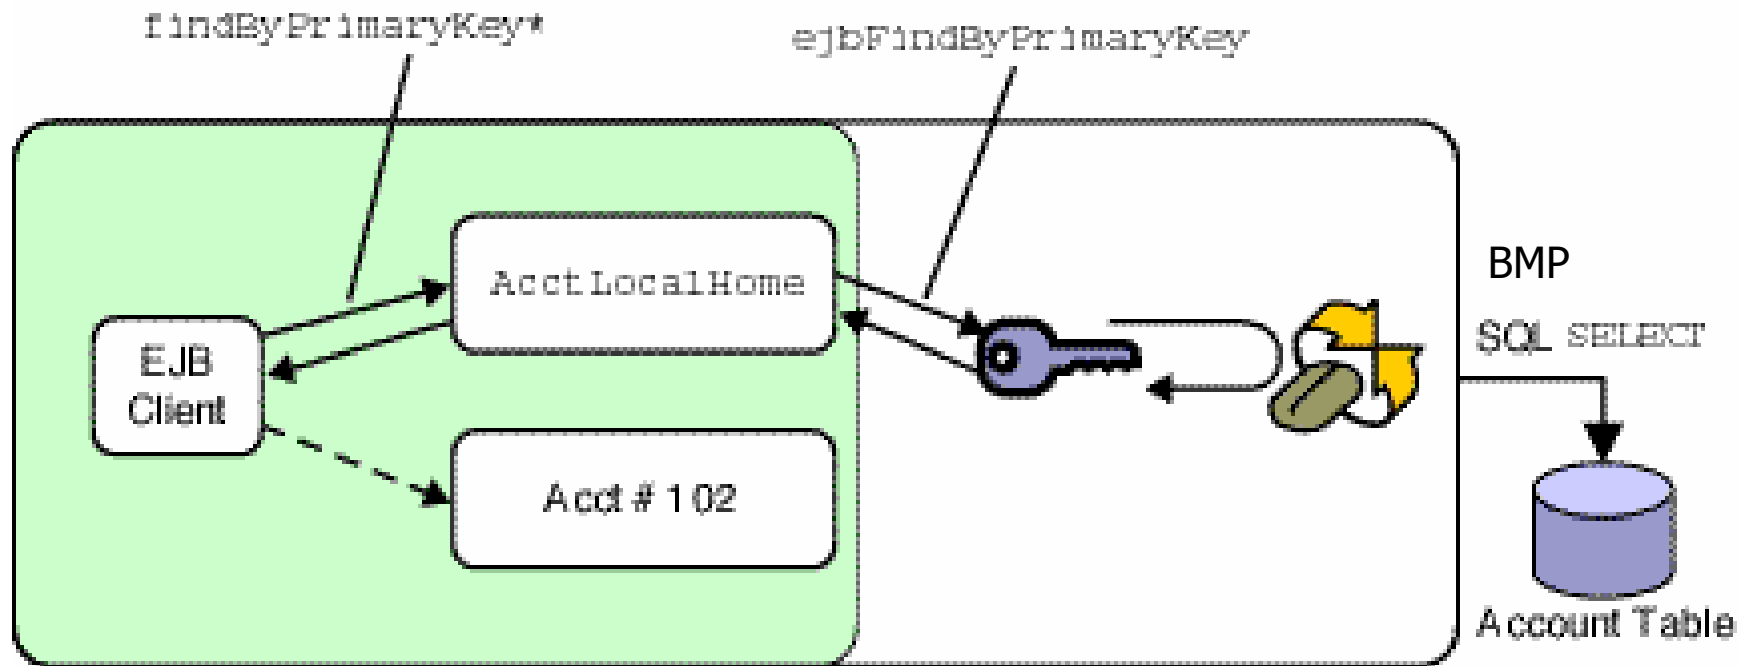 findByPrimaryKey*
ejbFindByPrimaryKey
AcctLocalHome
BMP
SQL SELECT
EJB
Client
Acct # 102
Account Table